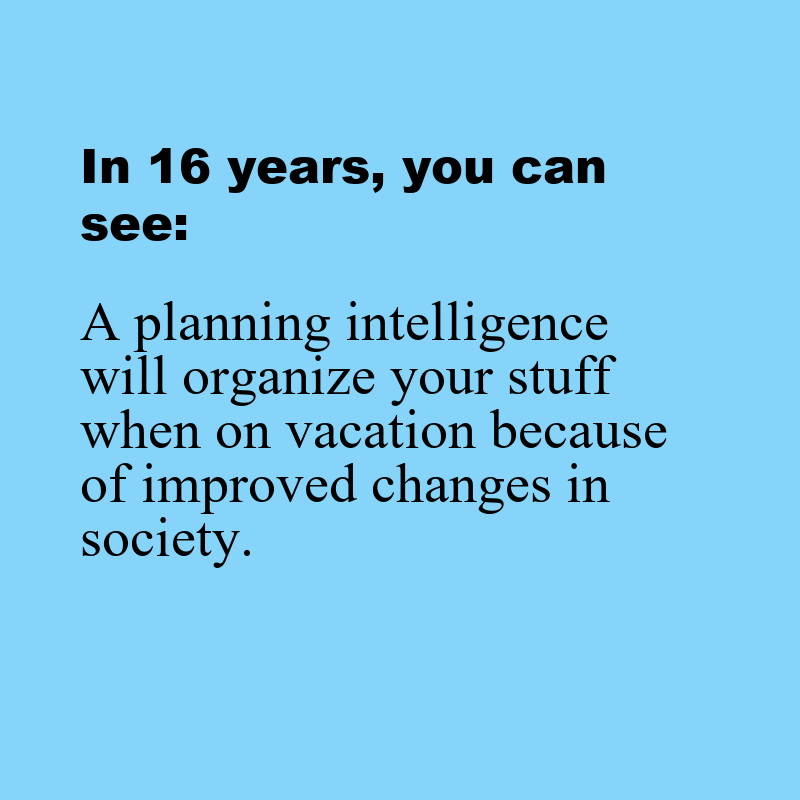 In 16 years, you can
see:
A planning intelligence
will organize your stuff
when on vacation because
of improved changes in
society.